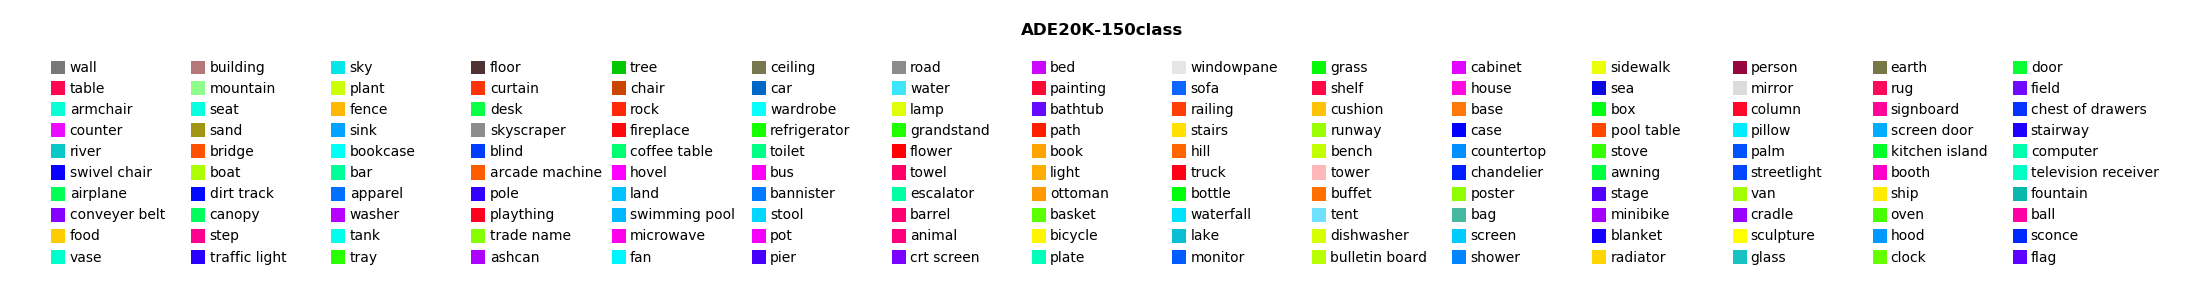 ADE20K-150class
wall building sky floor tree ceiling road bed windowpane grass cabinet sidewalk person earth door
table mountain plant curtain chair car water painting sofa shelf house sea mirror rug field
armchair seat fence desk rock wardrobe lamp bathtub railing cushion base box column signboard chest of drawers
counter sand sink skyscraper fireplace refrigerator grandstand path stairs runway case pool table pillow screen door stairway
river bridge bookcase blind coffee table toilet flower book hill bench countertop stove palm kitchen island computer
swivel chair boat bar arcade machine hovel bus towel light truck tower chandelier awning streetlight booth television receiver
airplane dirt track apparel pole land bannister escalator ottoman bottle buffet poster stage van ship fountain
conveyer belt canopy washer plaything swimming pool stool barrel basket waterfall tent bag minibike cradle oven ball
food step tank trade name microwave pot animal bicycle lake dishwasher screen blanket sculpture hood sconce
vase traffic light tray ashcan fan pier crt screen plate monitor bulletin board shower radiator glass clock flag